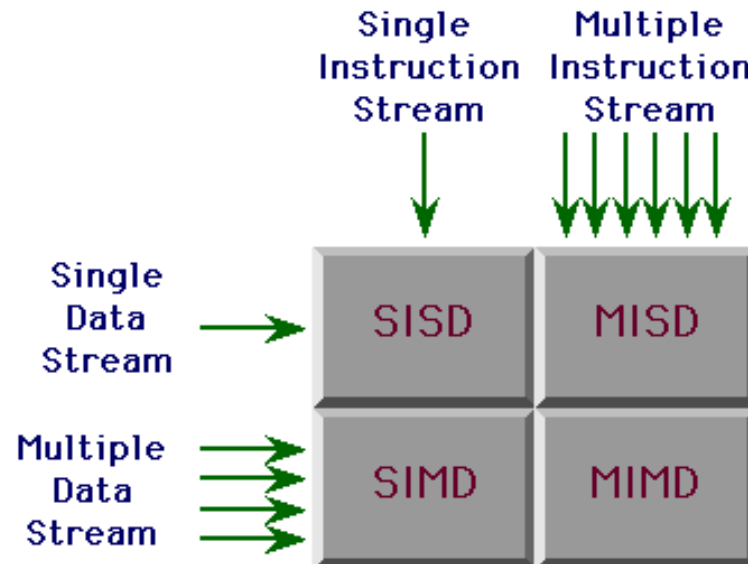 Single
Instruction
Stream
Multiple
Instruction
Stream
Single
Data
Stream
SISD
MISD
Multiple
Data
Stream
SIMD
MIMD